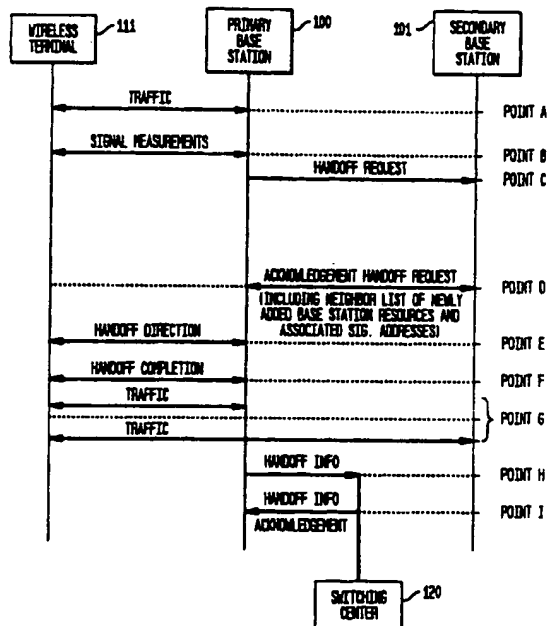 WIRELESS
TERMINAL
111
PRIMARY
BASE
STATION
100
101
SECONDARY
BASE
STATION
TRAFFIC
POINT A
SIGNAL MEASUREMENTS
POINT B
HANDOFF REQUEST
POINT C
ACKNOWLEDGEMENT HANDOFF REQUEST
POINT D
(INCLUDING NEIGHBOR LIST OF NEWLY
ADDED BASE STATION RESOURCES AND
ASSOCIATED SIG. ADDRESSES)
HANDOFF DIRECTION
POINT E
HANDOFF COMPLETION
POINT F
TRAFFIC
POINT G
TRAFFIC
HANDOFF INFO
POINT H
HANDOFF INFO
POINT I
ACKNOWLEDGEMENT
SWITCHING
CENTER
120